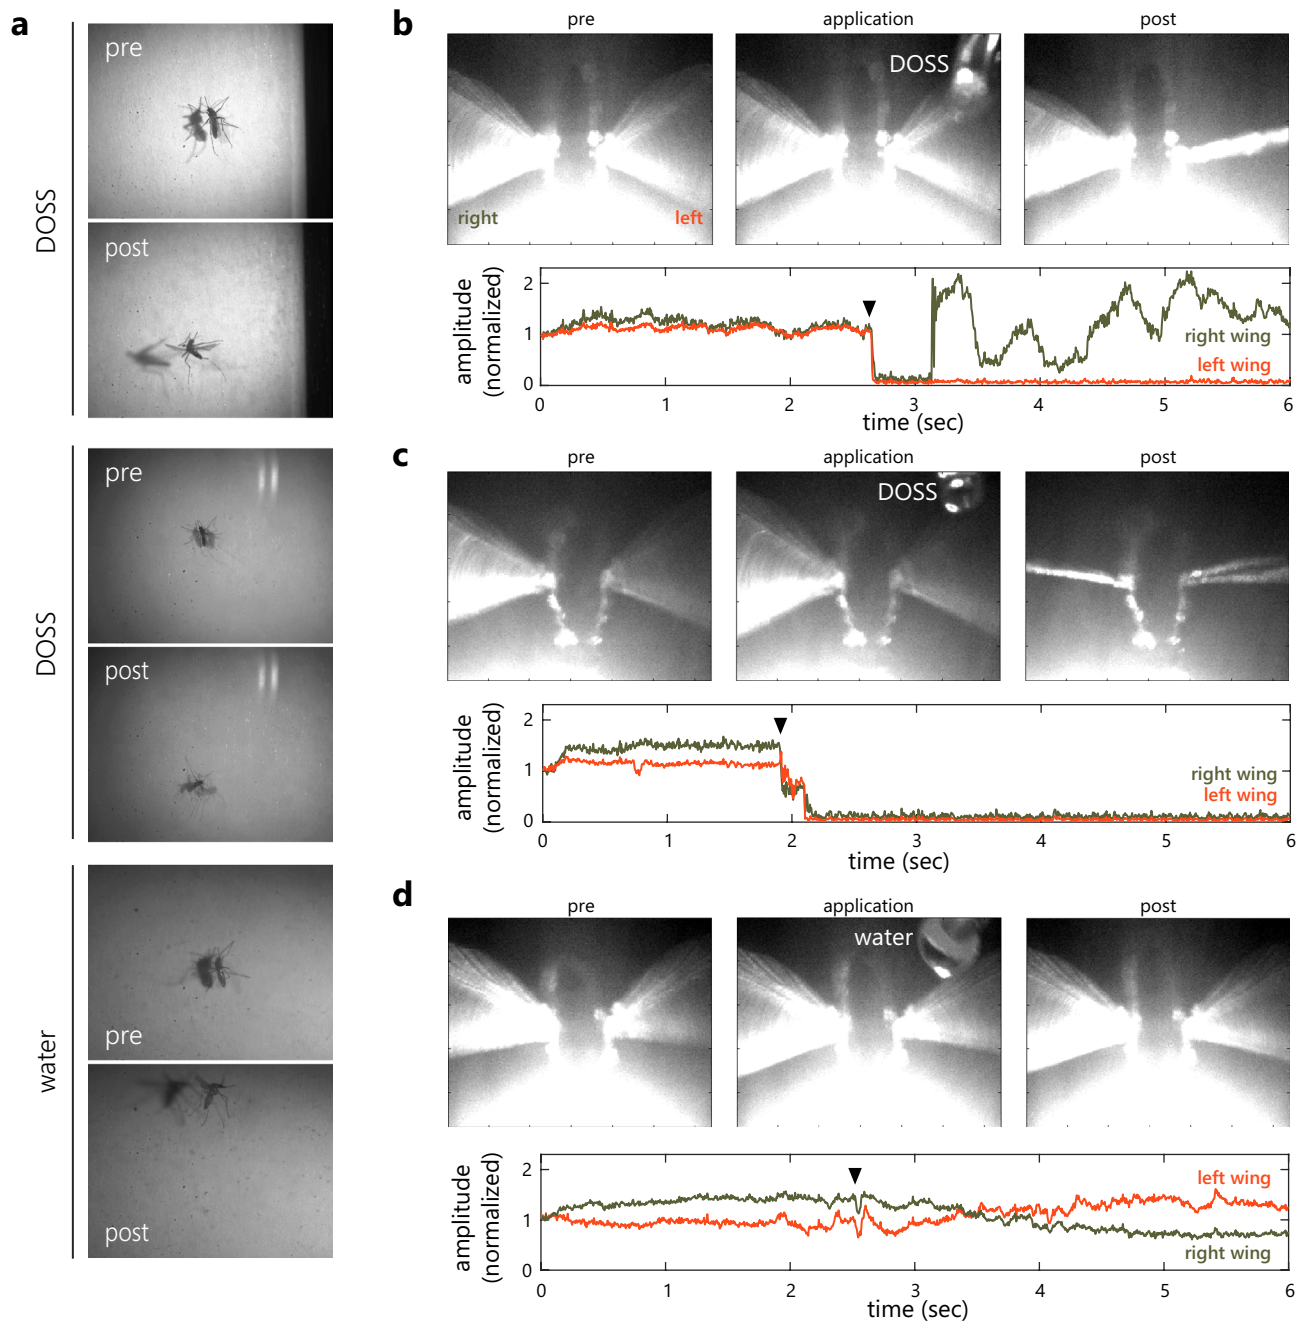 a
DOSS
pre
post
DOSS
pre
post
water
pre
post
b
pre
application
post
right
left
DOSS
amplitude
(normalized)
2
1
0
right wing
left wing
0
1
2
3
4
5
6
time (sec)
c
pre
application
post
DOSS
amplitude
(normalized)
2
1
0
right wing
left wing
0
1
2
3
4
5
6
time (sec)
d
pre
application
post
water
amplitude
(normalized)
2
1
0
left wing
right wing
0
1
2
3
4
5
6
time (sec)